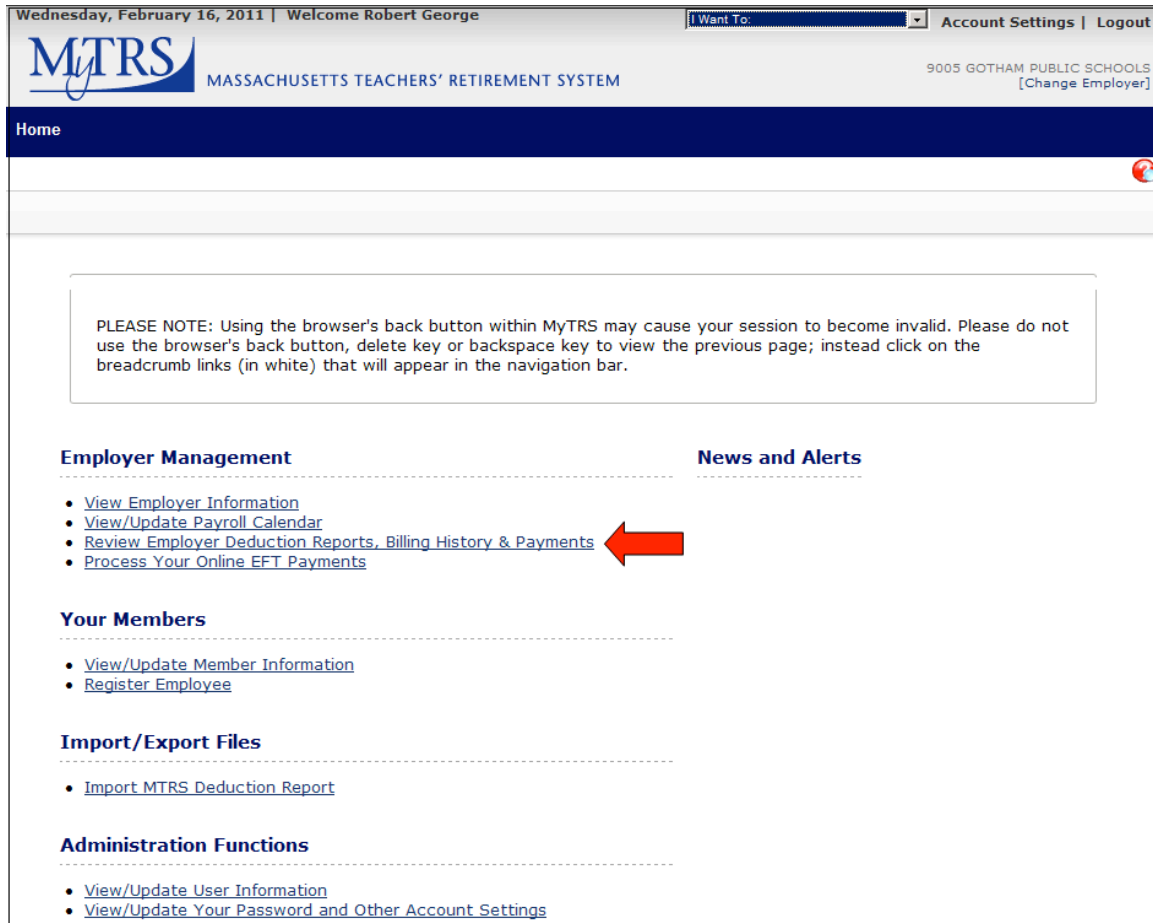 Wednesday, February 16, 2011 | Welcome Robert George
I Want To:
Account Settings | Logout
MyTRS
MASSACHUSETTS TEACHERS' RETIREMENT SYSTEM
9005 GOTHAM PUBLIC SCHOOLS
[Change Employer]
Home
PLEASE NOTE: Using the browser's back button within MyTRS may cause your session to become invalid. Please do not
use the browser's back button, delete key or backspace key to view the previous page; instead click on the
breadcrumb links (in white) that will appear in the navigation bar.
Employer Management
• View Employer Information
• View/Update Payroll Calendar
• Review Employer Deduction Reports, Billing History & Payments
• Process Your Online EFT Payments
News and Alerts
Your Members
• View/Update Member Information
• Register Employee
Import/Export Files
• Import MTRS Deduction Report
Administration Functions
• View/Update User Information
• View/Update Your Password and Other Account Settings